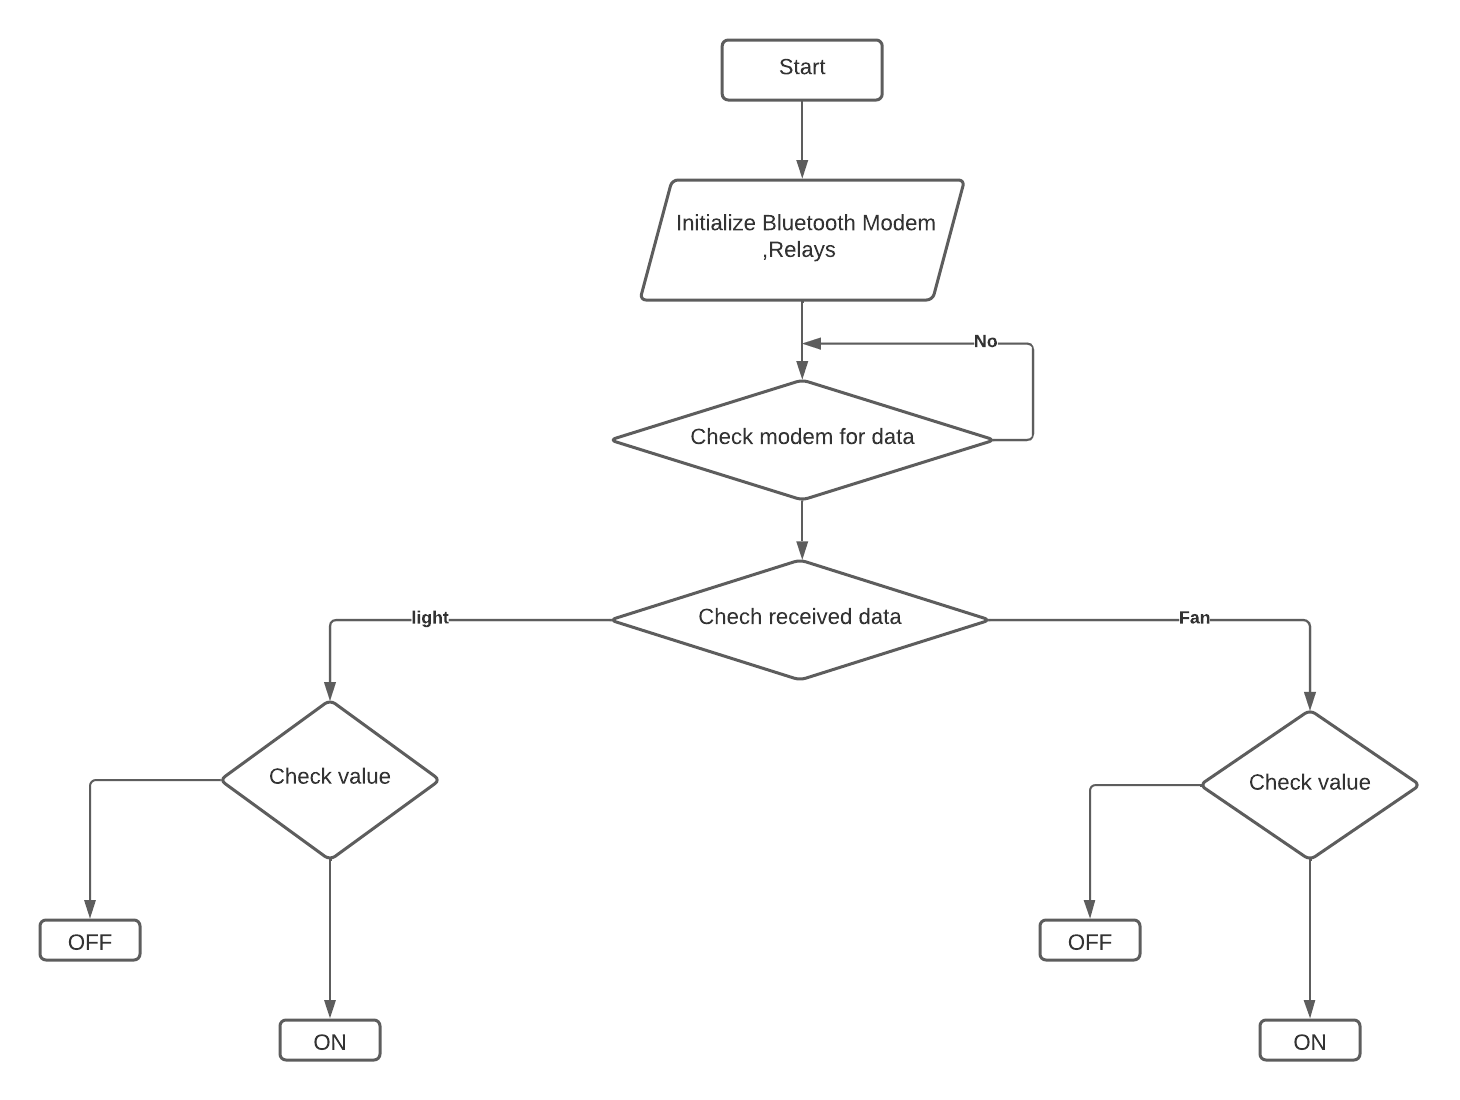 Start
Initialize Bluetooth Modem
,Relays
No
Check modem for data
Chech received data
light
Fan
Check value
Check value
OFF
OFF
ON
ON